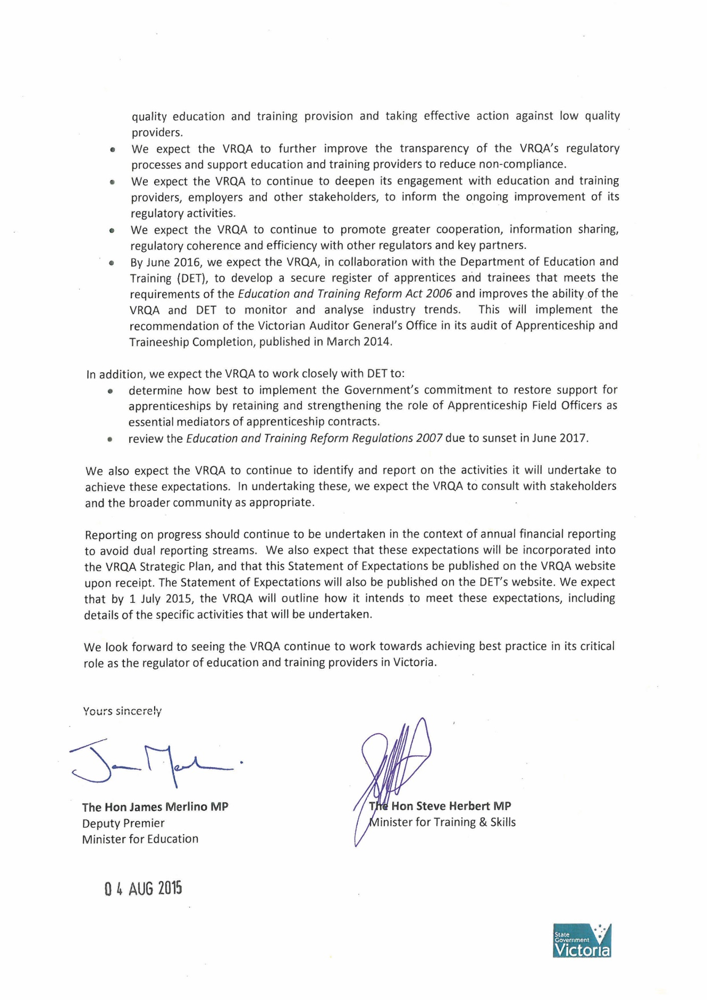 quality education and training provision and taking effective action against low quality
providers.
• We expect the VRQA to further improve the transparency of the VRQA's regulatory
processes and support education and training providers to reduce non-compliance.
• We expect the VRQA to continue to deepen its engagement with education and training
providers, employers and other stakeholders, to inform the ongoing improvement of its
regulatory activities.
• We expect the VRQA to continue to promote greater cooperation, information sharing,
regulatory coherence and efficiency with other regulators and key partners.
• By June 2016, we expect the VRQA, in collaboration with the Department of Education and
Training (DET), to develop a secure register of apprentices and trainees that meets the
requirements of the Education and Training Reform Act 2006 and improves the ability of the
VRQA and DET to monitor and analyse industry trends. This will implement the
recommendation of the Victorian Auditor General's Office in its audit of Apprenticeship and
Traineeship Completion, published in March 2014.
In addition, we expect the VRQA to work closely with DET to:
• determine how best to implement the Government's commitment to restore support for
apprenticeships by retaining and strengthening the role of Apprenticeship Field Officers as
essential mediators of apprenticeship contracts.
• review the Education and Training Reform Regulations 2007 due to sunset in June 2017.
We also expect the VRQA to continue to identify and report on the activities it will undertake to
achieve these expectations. In undertaking these, we expect the VRQA to consult with stakeholders
and the broader community as appropriate.
Reporting on progress should continue to be undertaken in the context of annual financial reporting
to avoid dual reporting streams. We also expect that these expectations will be incorporated into
the VRQA Strategic Plan, and that this Statement of Expectations be published on the VRQA website
upon receipt. The Statement of Expectations will also be published on the DET's website. We expect
that by 1 July 2015, the VRQA will outline how it intends to meet these expectations, including
details of the specific activities that will be undertaken.
We look forward to seeing the VRQA continue to work towards achieving best practice in its critical
role as the regulator of education and training providers in Victoria.
Yours sincerely
The Hon James Merlino MP
Deputy Premier
Minister for Education
The Hon Steve Herbert MP
Minister for Training & Skills
04 AUG 2015
State
Government
Victoria